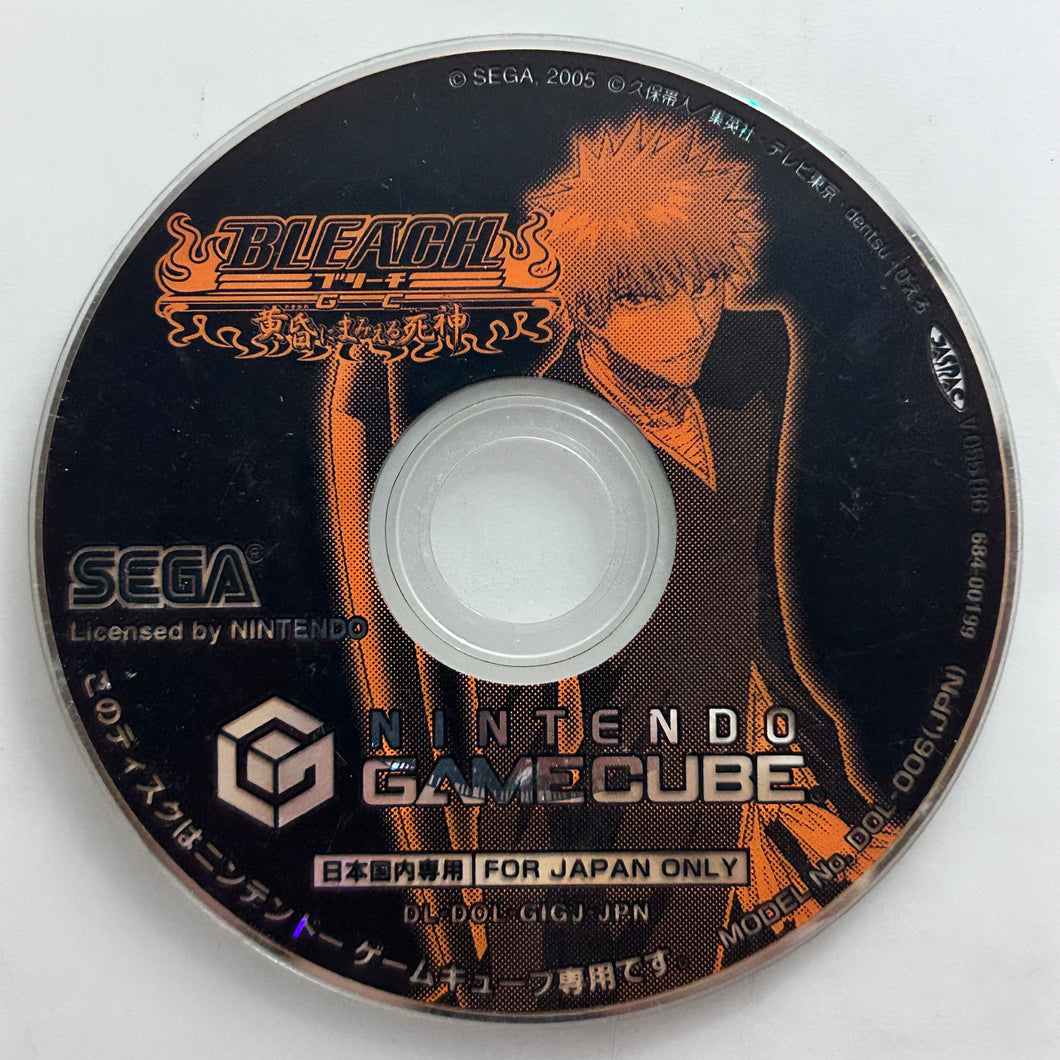 © SEGA, 2005 © 久保帯人／集英社・テレビ東京・dentsu・ぴえろ
BLEACH
ブリーチ
GC
黄昏にまみえる死神
JASRAC
V-0551186 684-00199
SEGA®
Licensed by NINTENDO
NINTENDO
GAMECUBE
日本国内専用 FOR JAPAN ONLY
DL-DOL-GIGJ-JPN
MODEL No. DOL-006(JPN)
このディスクはニンテンドー ゲームキューブ専用です。